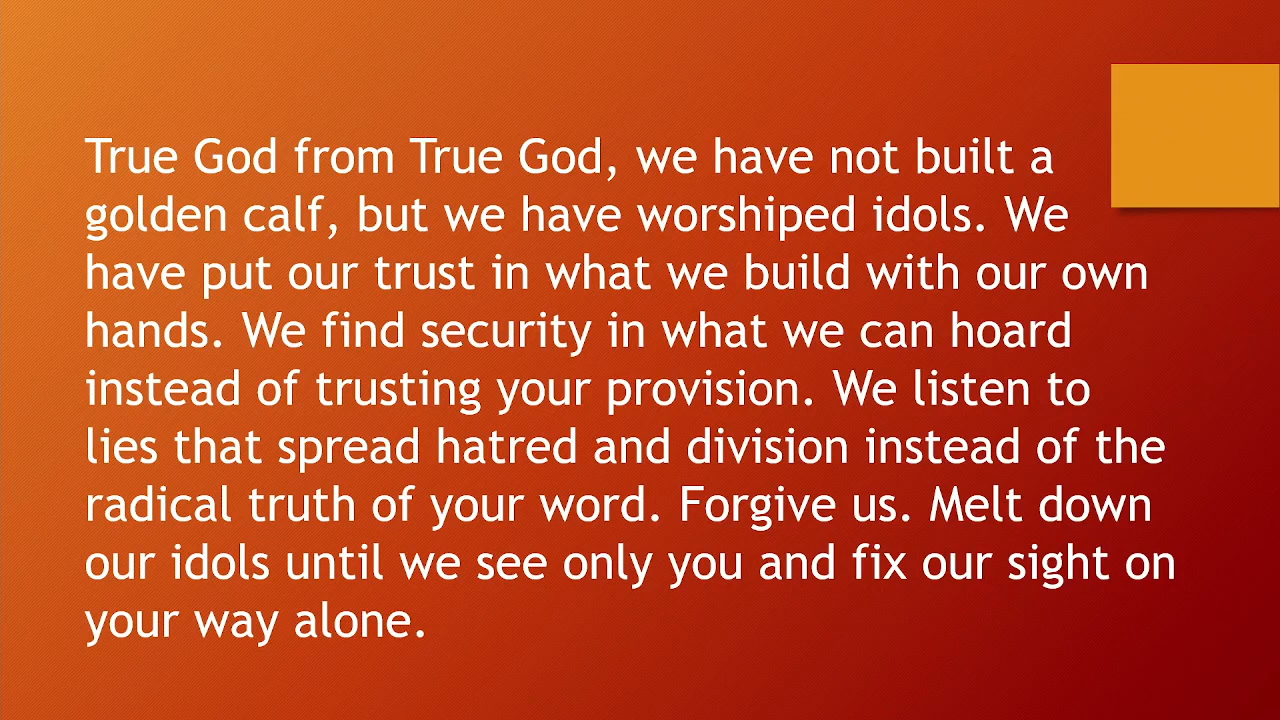 True God from True God, we have not built a
golden calf, but we have worshiped idols. We
have put our trust in what we build with our own
hands. We find security in what we can hoard
instead of trusting your provision. We listen to
lies that spread hatred and division instead of the
radical truth of your word. Forgive us. Melt down
our idols until we see only you and fix our sight on
your way alone.